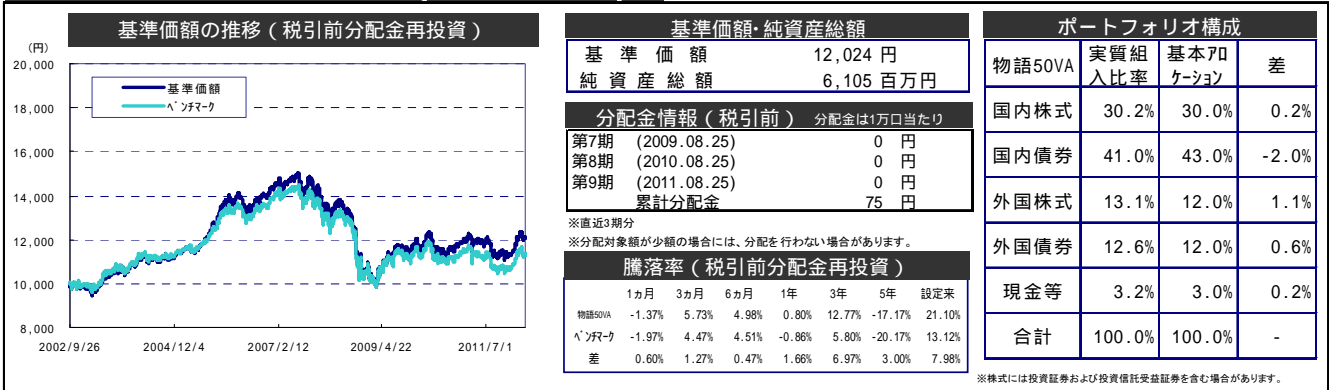 基準価額の推移(税引前分配金再投資)
(円)
20,000
18,000
16,000
14,000
12,000
10,000
8,000
基準価額
ベンチマーク
2002/9/26 2004/12/4 2007/2/12 2009/4/22 2011/7/1
基準価額・純資産総額
基準価額 12,024 円
純資産総額 6,105 百万円
分配金情報(税引前) 分配金は1万口当たり
第7期 (2009.08.25) 0 円
第8期 (2010.08.25) 0 円
第9期 (2011.08.25) 0 円
累計分配金 75 円
※直近3期分
※分配対象額が少額の場合には、分配を行わない場合があります。
騰落率(税引前分配金再投資)
1ヵ月 3ヵ月 6ヵ月 1年 3年 5年 設定来
物語50VA -1.37% 5.73% 4.98% 0.80% 12.77% -17.17% 21.10%
ベンチマーク -1.97% 4.47% 4.51% -0.86% 5.80% -20.17% 13.12%
差 0.60% 1.27% 0.47% 1.66% 6.97% 3.00% 7.98%
ポートフォリオ構成
物語50VA 実質組入比率 基本アロケーション 差
国内株式 30.2% 30.0% 0.2%
国内債券 41.0% 43.0% -2.0%
外国株式 13.1% 12.0% 1.1%
外国債券 12.6% 12.0% 0.6%
現金等 3.2% 3.0% 0.2%
合計 100.0% 100.0% -
※株式には投資証券および投資信託受益証券を含む場合があります。